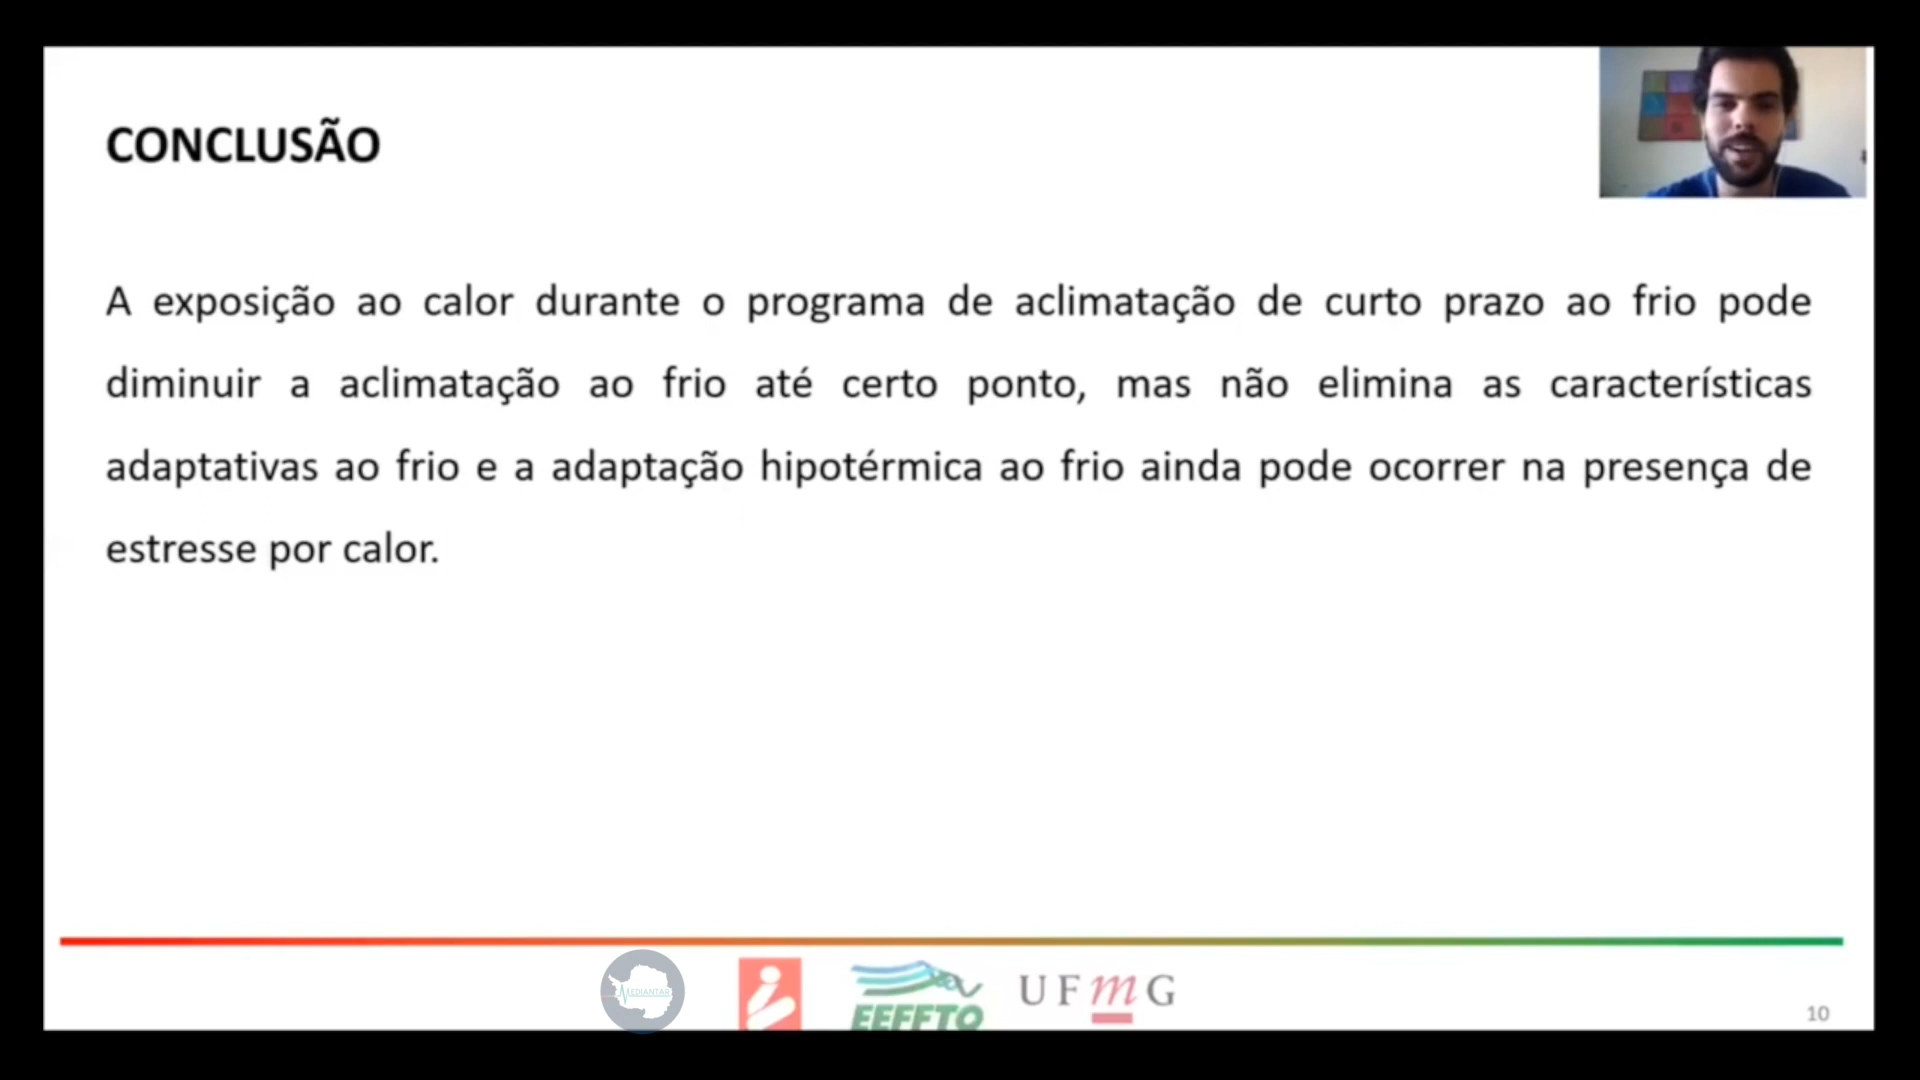 CONCLUSÃO
A exposição ao calor durante o programa de aclimatação de curto prazo ao frio pode
diminuir a aclimatação ao frio até certo ponto, mas não elimina as características
adaptativas ao frio e a adaptação hipotérmica ao frio ainda pode ocorrer na presença de
estresse por calor.
MEDIANTAR
EEFFTO
UFmG
10